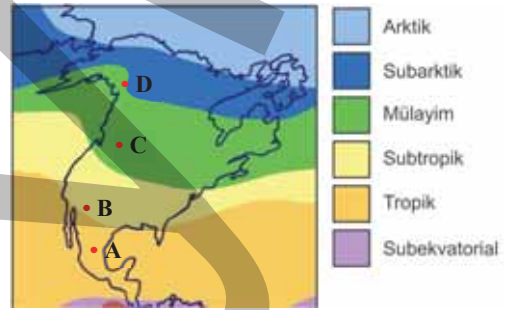 D
C
B
A
Arktik
Subarktik
Mülayim
Subtropik
Tropik
Subekvatorial